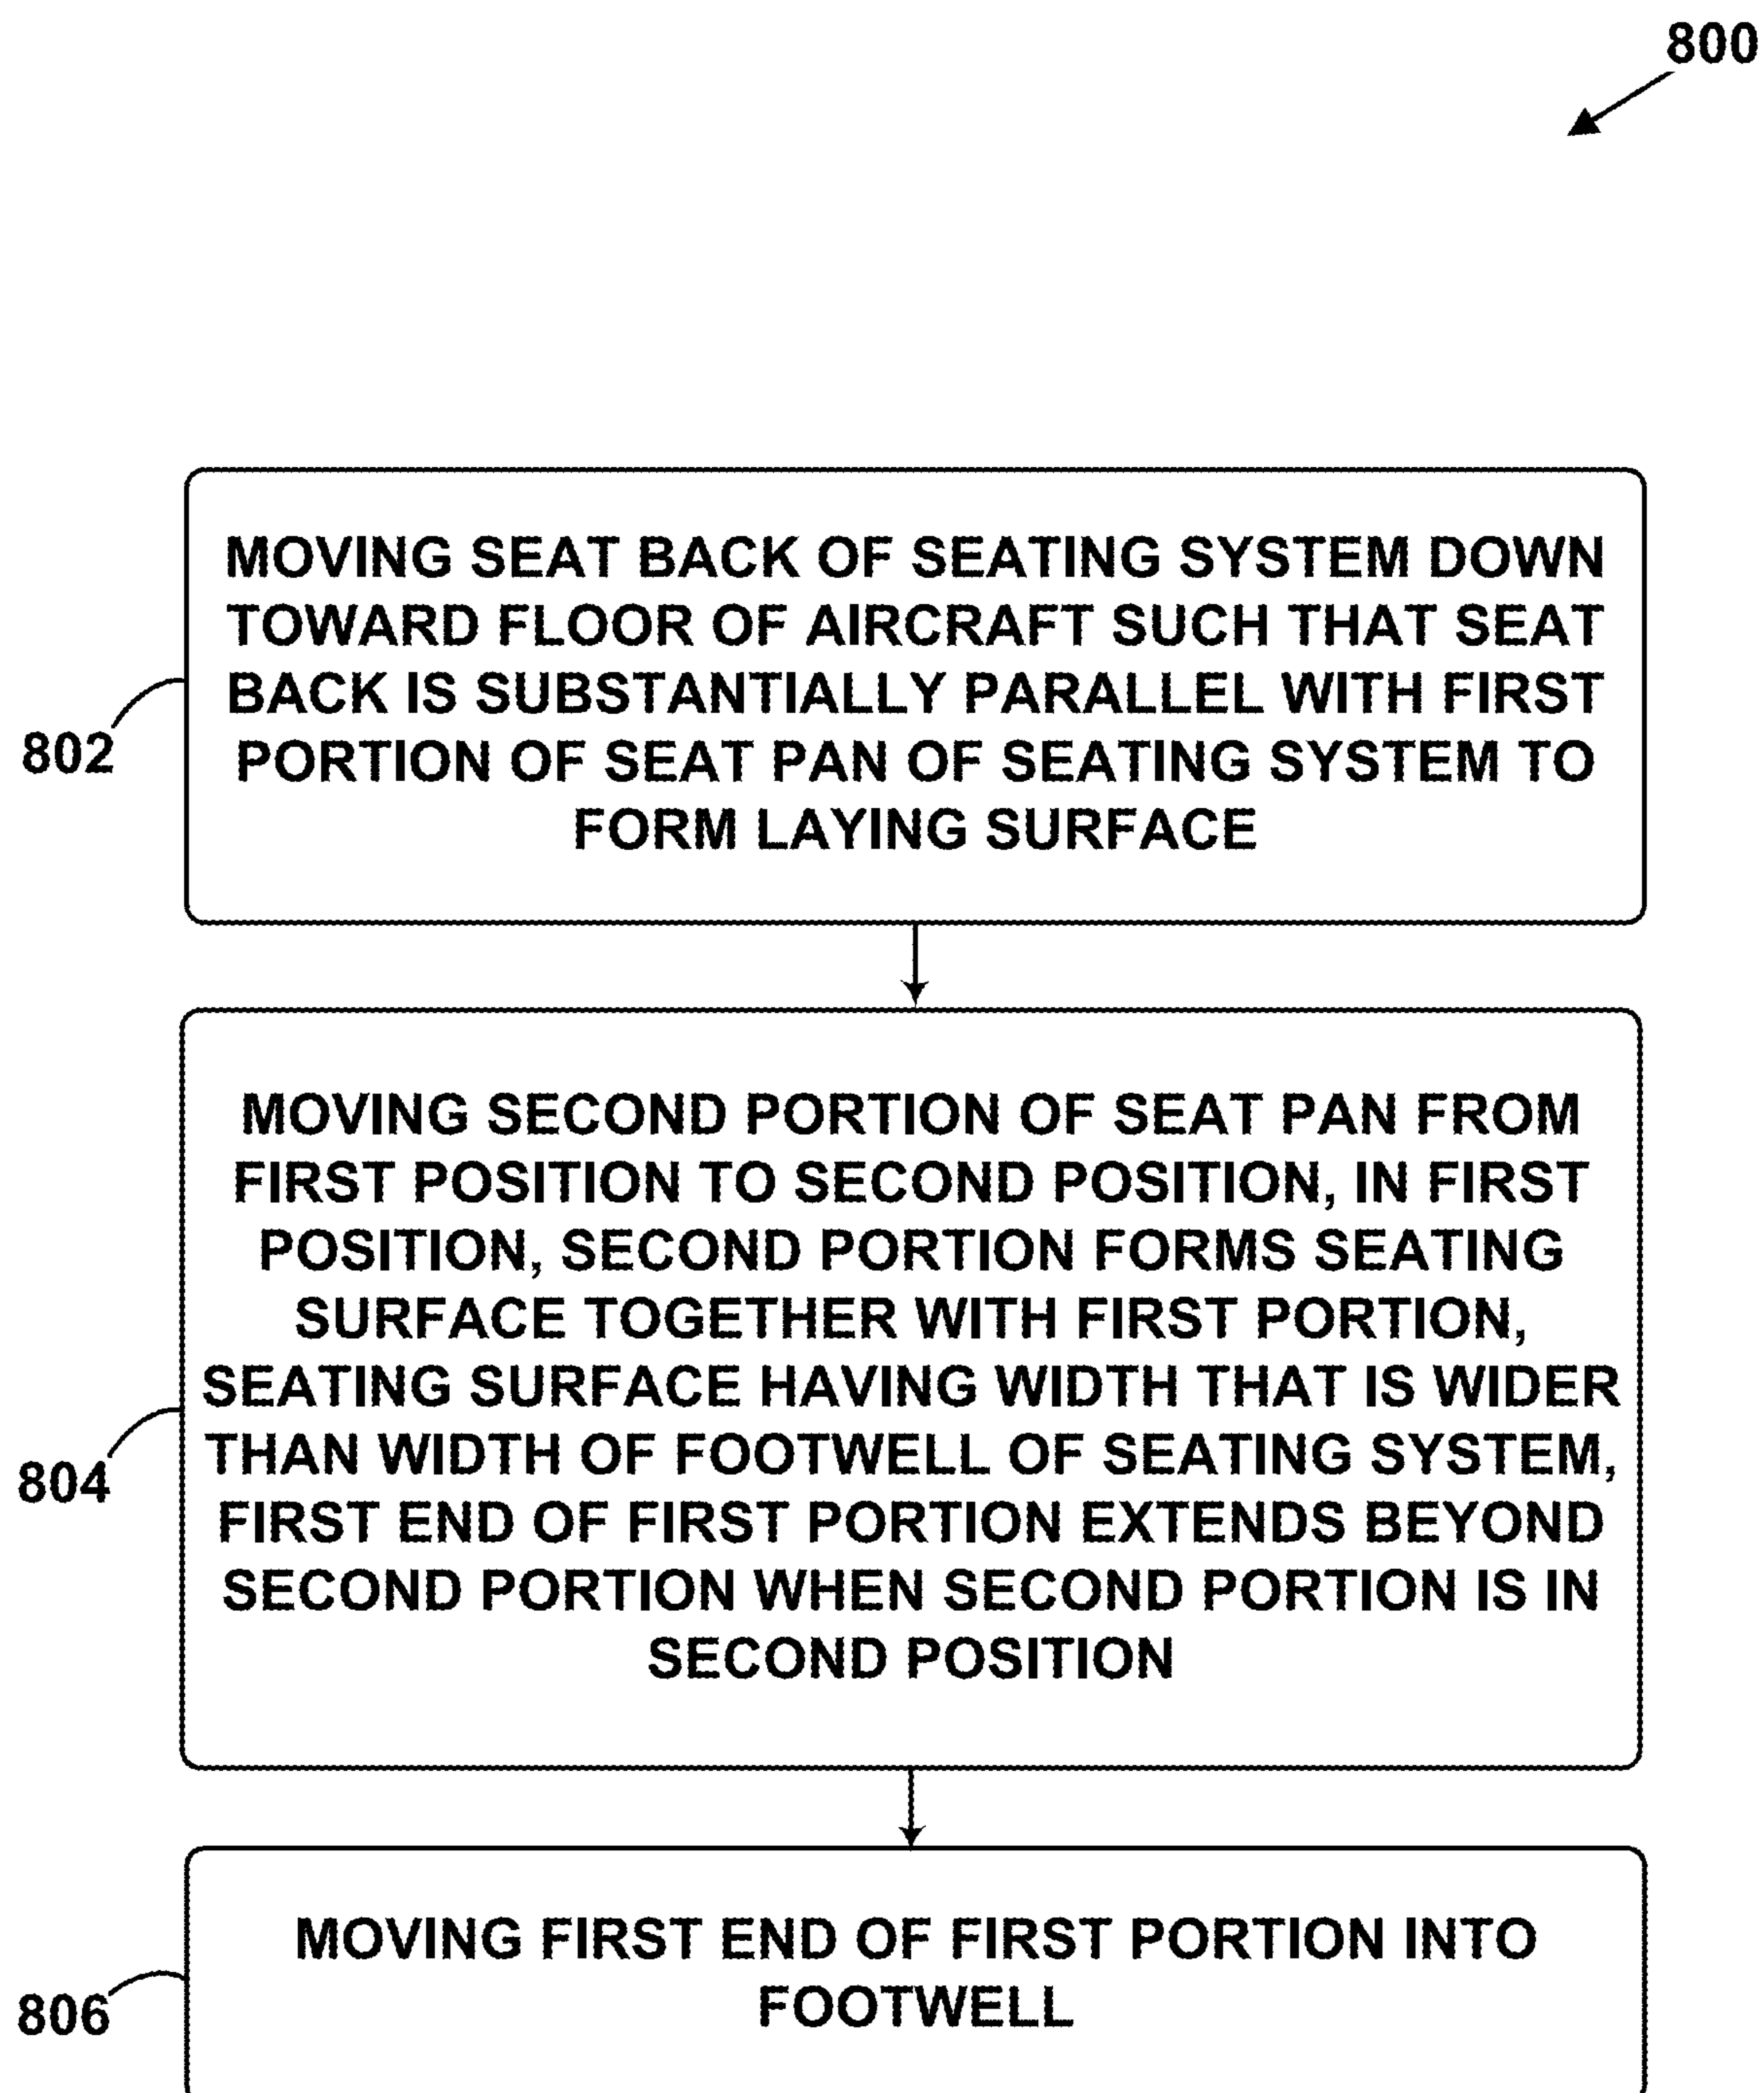 800
MOVING SEAT BACK OF SEATING SYSTEM DOWN
TOWARD FLOOR OF AIRCRAFT SUCH THAT SEAT
BACK IS SUBSTANTIALLY PARALLEL WITH FIRST
PORTION OF SEAT PAN OF SEATING SYSTEM TO
FORM LAYING SURFACE
802
MOVING SECOND PORTION OF SEAT PAN FROM
FIRST POSITION TO SECOND POSITION, IN FIRST
POSITION, SECOND PORTION FORMS SEATING
SURFACE TOGETHER WITH FIRST PORTION,
SEATING SURFACE HAVING WIDTH THAT IS WIDER
THAN WIDTH OF FOOTWELL OF SEATING SYSTEM,
FIRST END OF FIRST PORTION EXTENDS BEYOND
SECOND PORTION WHEN SECOND PORTION IS IN
SECOND POSITION
804
MOVING FIRST END OF FIRST PORTION INTO
FOOTWELL
806